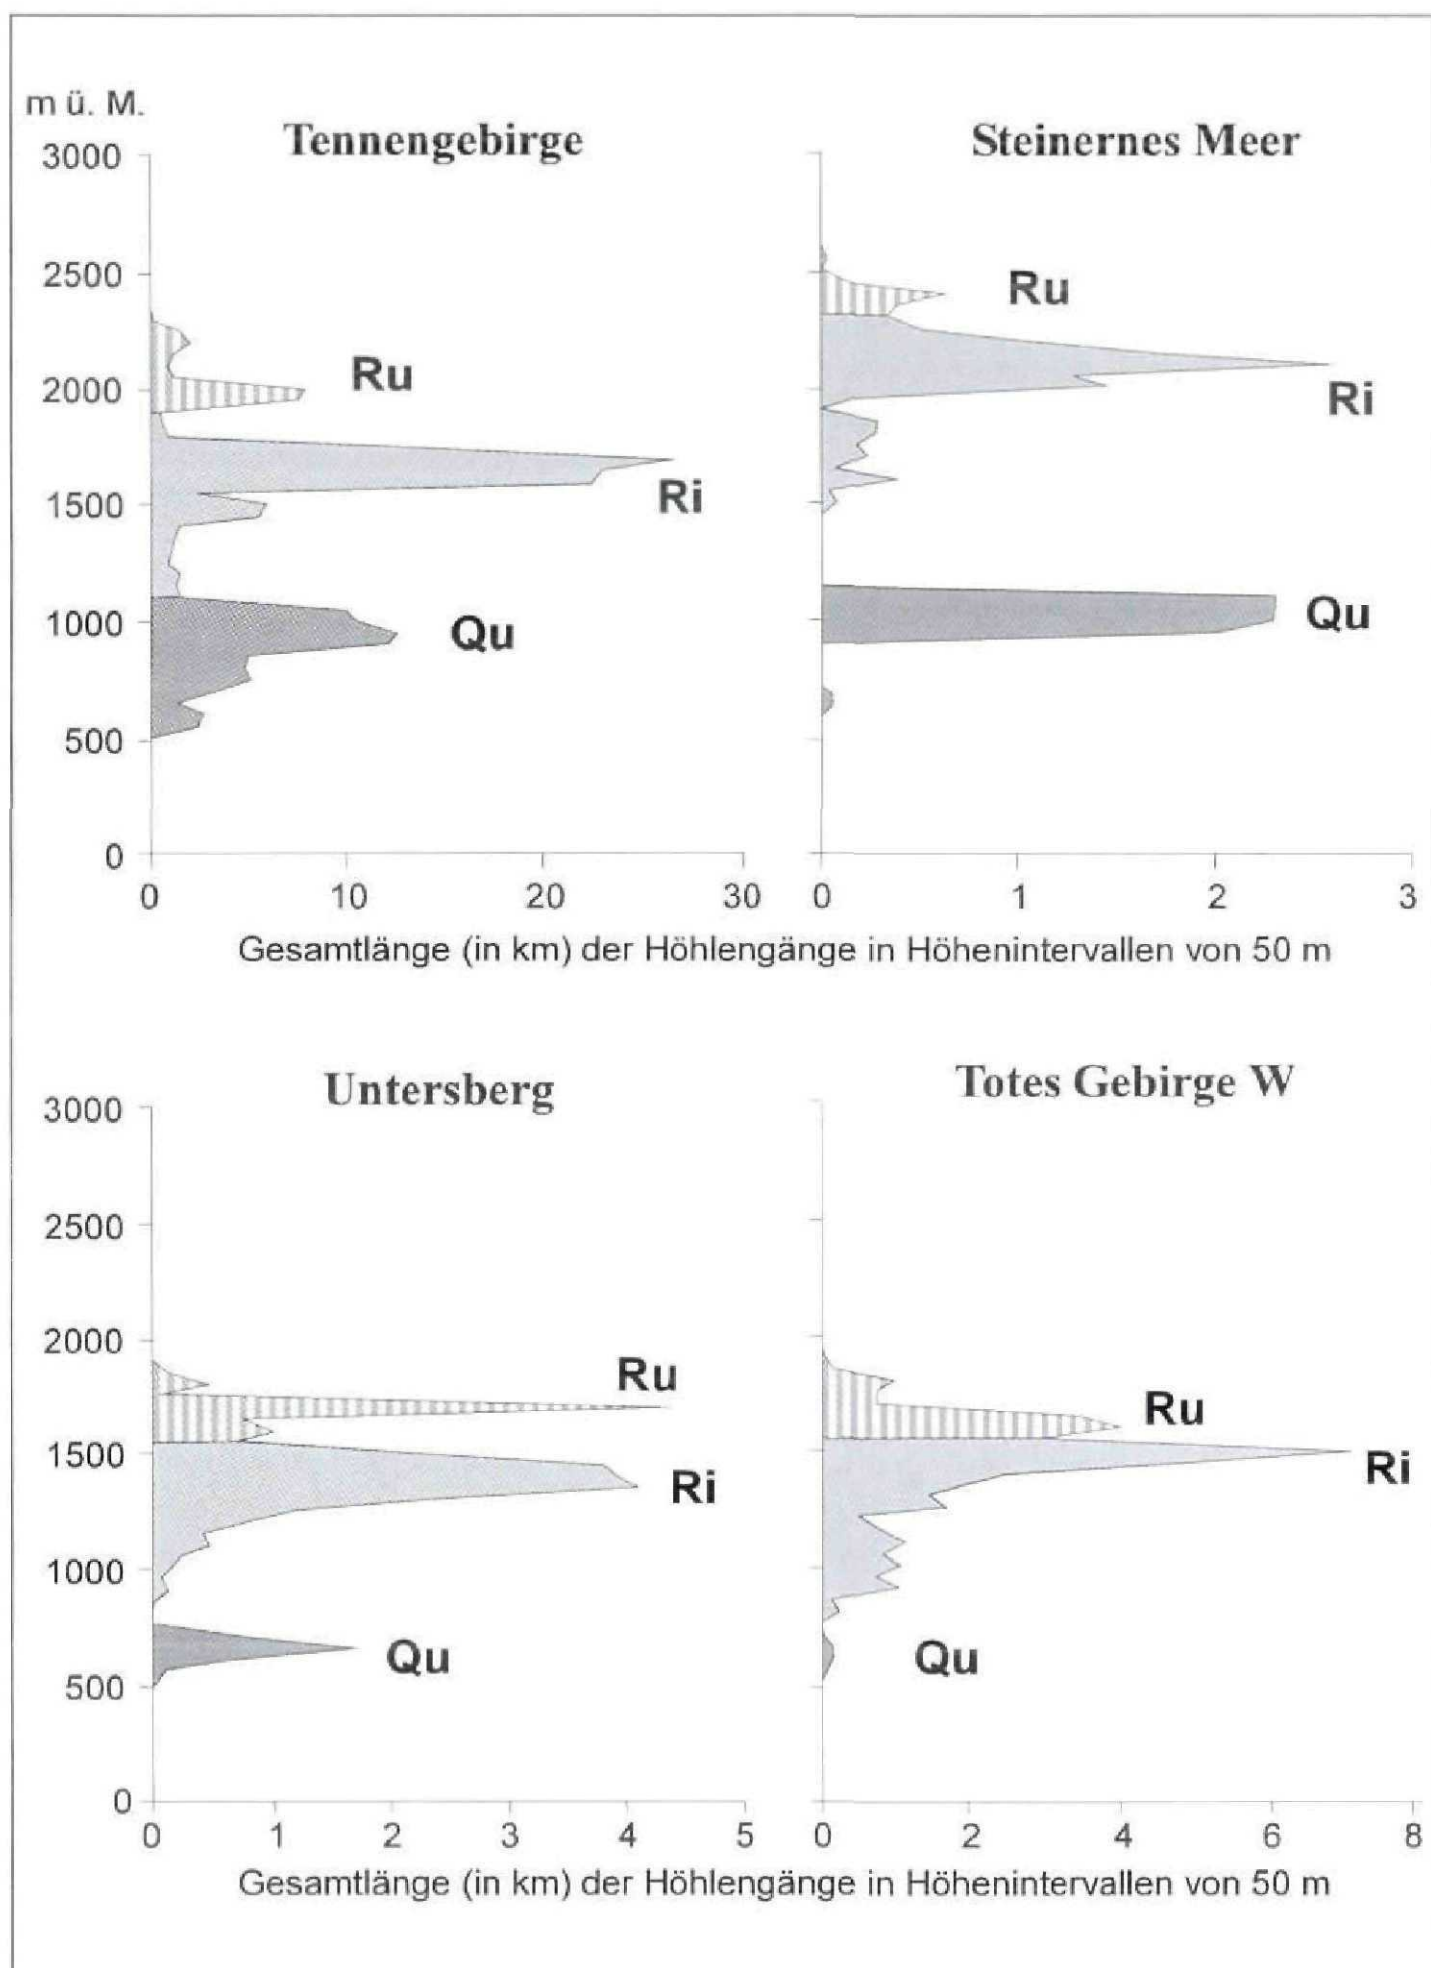 m ü. M.
Tennengebirge
Steinernes Meer
3000
2500
2000
1500
1000
500
0
Ru
Ri
Qu
Ru
Ri
Qu
0 10 20 30
0 1 2 3
Gesamtlänge (in km) der Höhlengänge in Höhenintervallen von 50 m
Untersberg
Totes Gebirge W
3000
2500
2000
1500
1000
500
0
Ru
Ri
Qu
Ru
Ri
Qu
0 1 2 3 4 5
0 2 4 6 8
Gesamtlänge (in km) der Höhlengänge in Höhenintervallen von 50 m